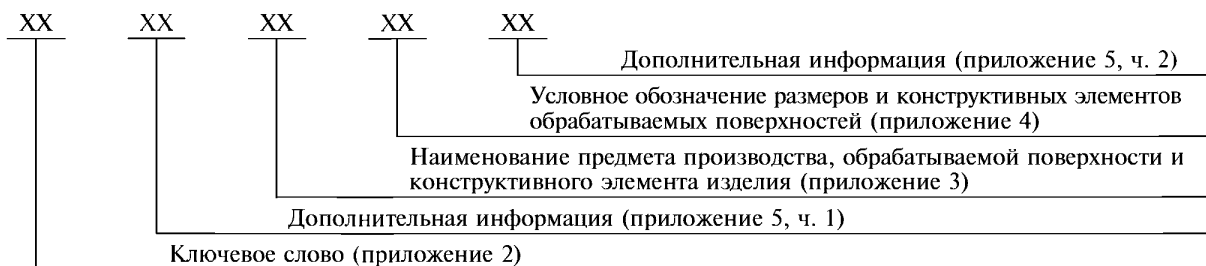 XX XX XX XX XX
Дополнительная информация (приложение 5, ч. 2)
Условное обозначение размеров и конструктивных элементов
обрабатываемых поверхностей (приложение 4)
Наименование предмета производства, обрабатываемой поверхности и
конструктивного элемента изделия (приложение 3)
Дополнительная информация (приложение 5, ч. 1)
Ключевое слово (приложение 2)